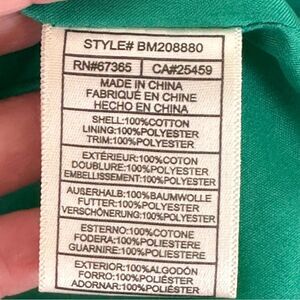 STYLE# BM208880
RN#67365 CA#25459
MADE IN CHINA
FABRIQUÉ EN CHINE
HECHO EN CHINA
SHELL:100%COTTON
LINING:100%POLYESTER
TRIM:100%POLYESTER
EXTÉRIEUR:100%COTON
DOUBLURE:100%POLYESTER
EMBELLISSEMENT:100%POLYESTER
AUSERHALB:100%BAUMWOLLE
FUTTER:100%POLYESTER
VERSCHÖNERUNG:100%POLYESTER
ESTERNO:100%COTONE
FODERA:100%POLIESTERE
GUARNIRE:100%POLIESTERE
EXTERIOR:100%ALGODÓN
FORRO:100%POLIÉSTER
ADORNAR:100%POLIÉSTER